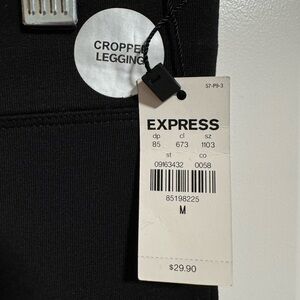 CROPPED
LEGGING
57-P9-3
EXPRESS
dp cl sz
85 673 1103
st co
09163432 0058
85198225
M
$29.90